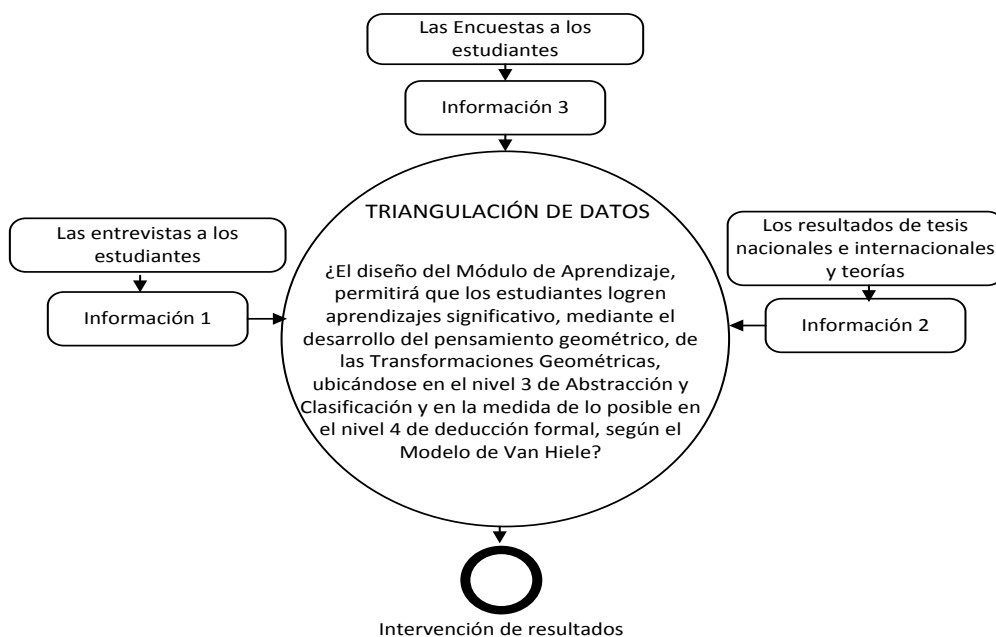 Las Encuestas a los
estudiantes
Información 3
TRIANGULACIÓN DE DATOS
Las entrevistas a los
estudiantes
Información 1
Los resultados de tesis
nacionales e internacionales
y teorías
Información 2
¿El diseño del Módulo de Aprendizaje,
permitirá que los estudiantes logren
aprendizajes significativo, mediante el
desarrollo del pensamiento geométrico, de
las Transformaciones Geométricas,
ubicándose en el nivel 3 de Abstracción y
Clasificación y en la medida de lo posible en
el nivel 4 de deducción formal, según el
Modelo de Van Hiele?
Intervención de resultados